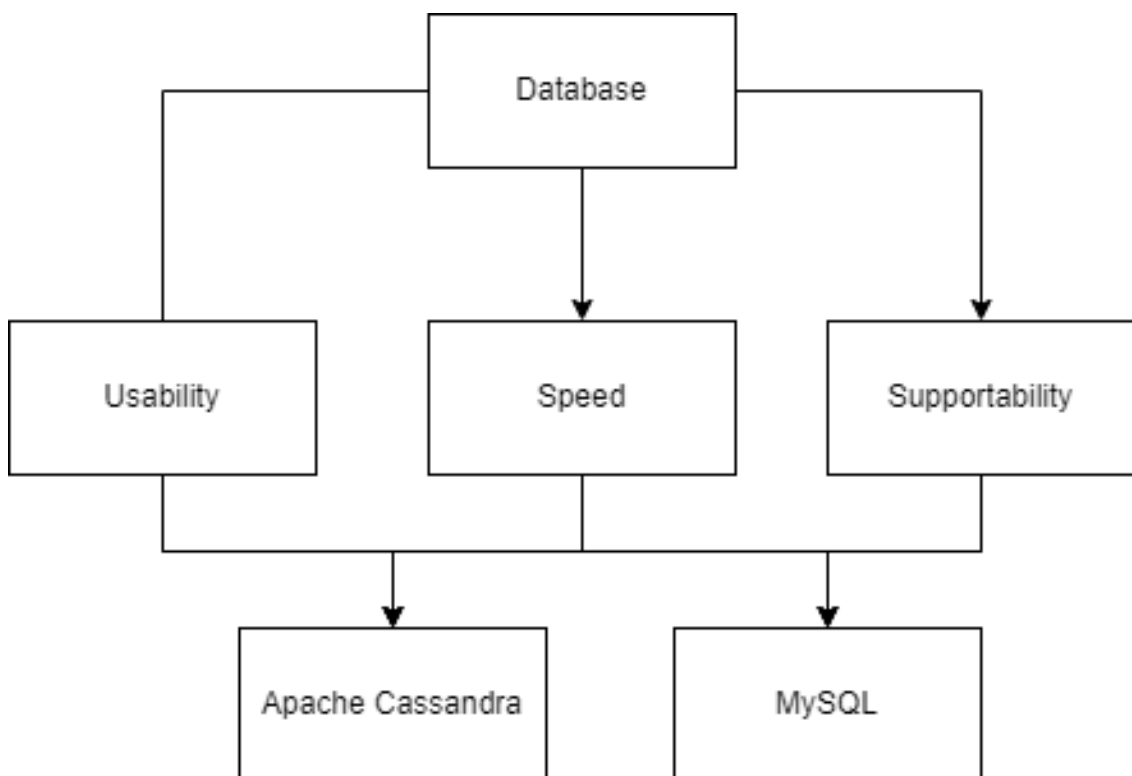 Database
Usability
Speed
Supportability
Apache Cassandra
MySQL